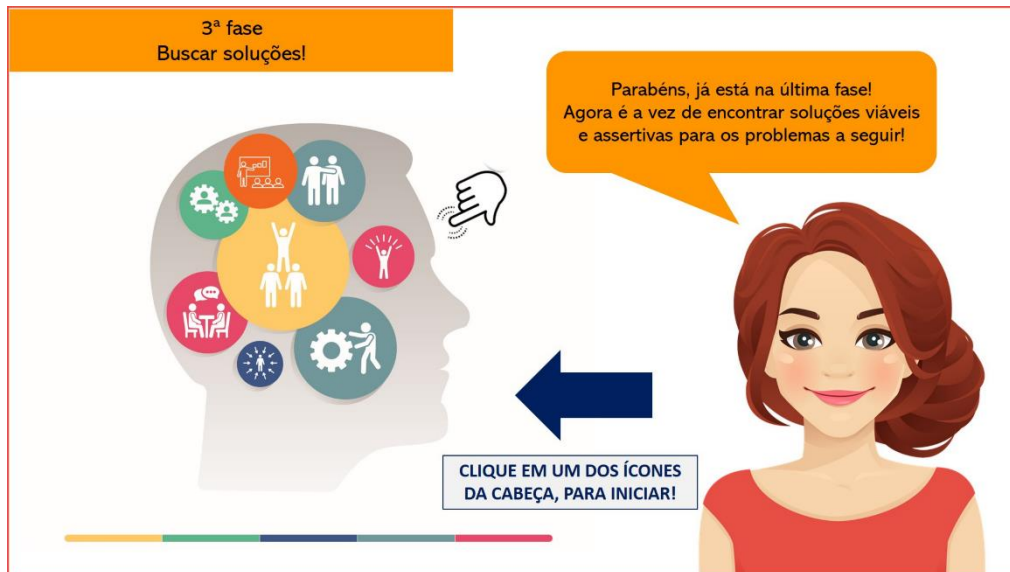 3ª fase
Buscar soluções!
Parabéns, já está na última fase!
Agora é a vez de encontrar soluções viáveis
e assertivas para os problemas a seguir!
CLIQUE EM UM DOS ÍCONES
DA CABEÇA, PARA INICIAR!